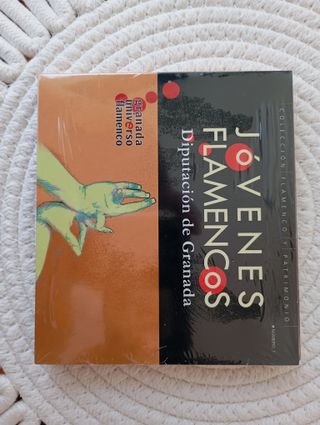 COLECCIÓN FLAMENCO Y PATRIMONIO
JÓVENES
FLAMENCOS
Diputación de Granada
granada
universo
flamenco